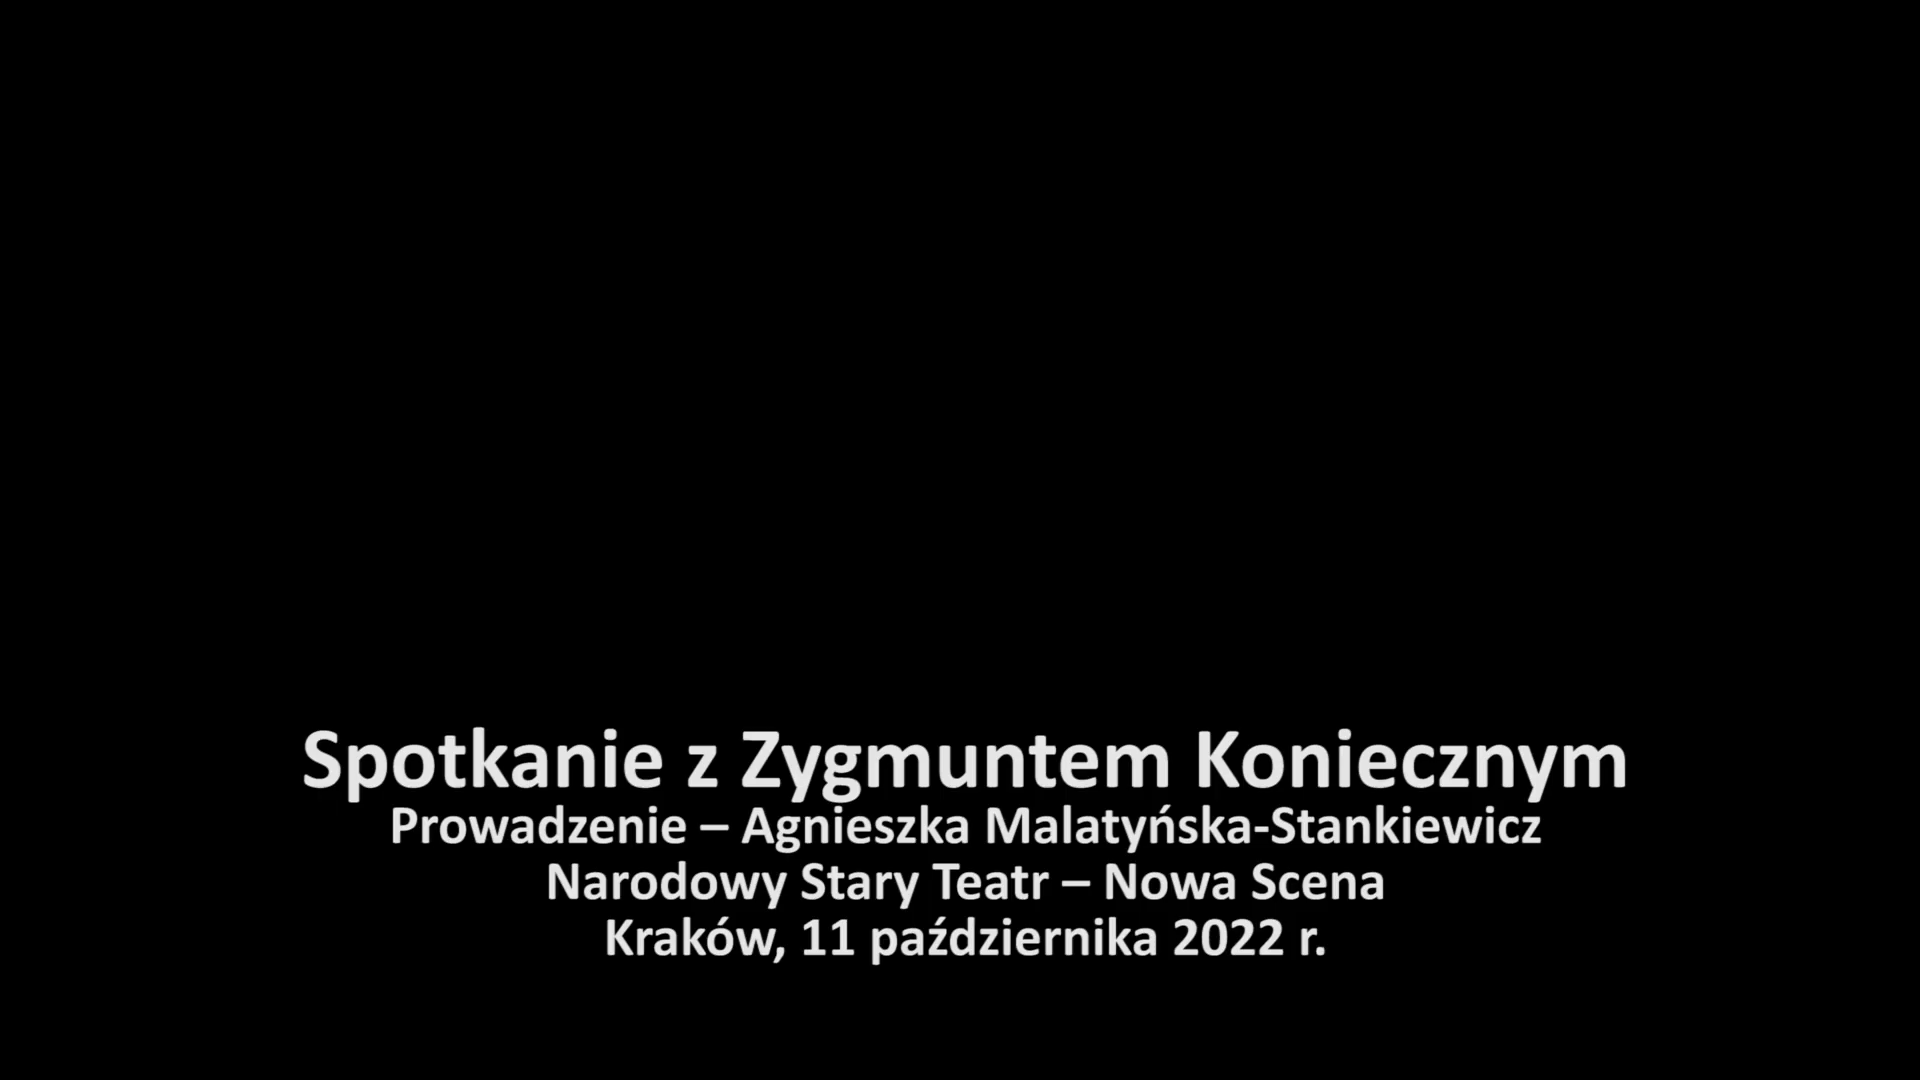 Spotkanie z Zygmuntem Koniecznym
Prowadzenie – Agnieszka Malatyńska-Stankiewicz
Narodowy Stary Teatr – Nowa Scena
Kraków, 11 października 2022 r.